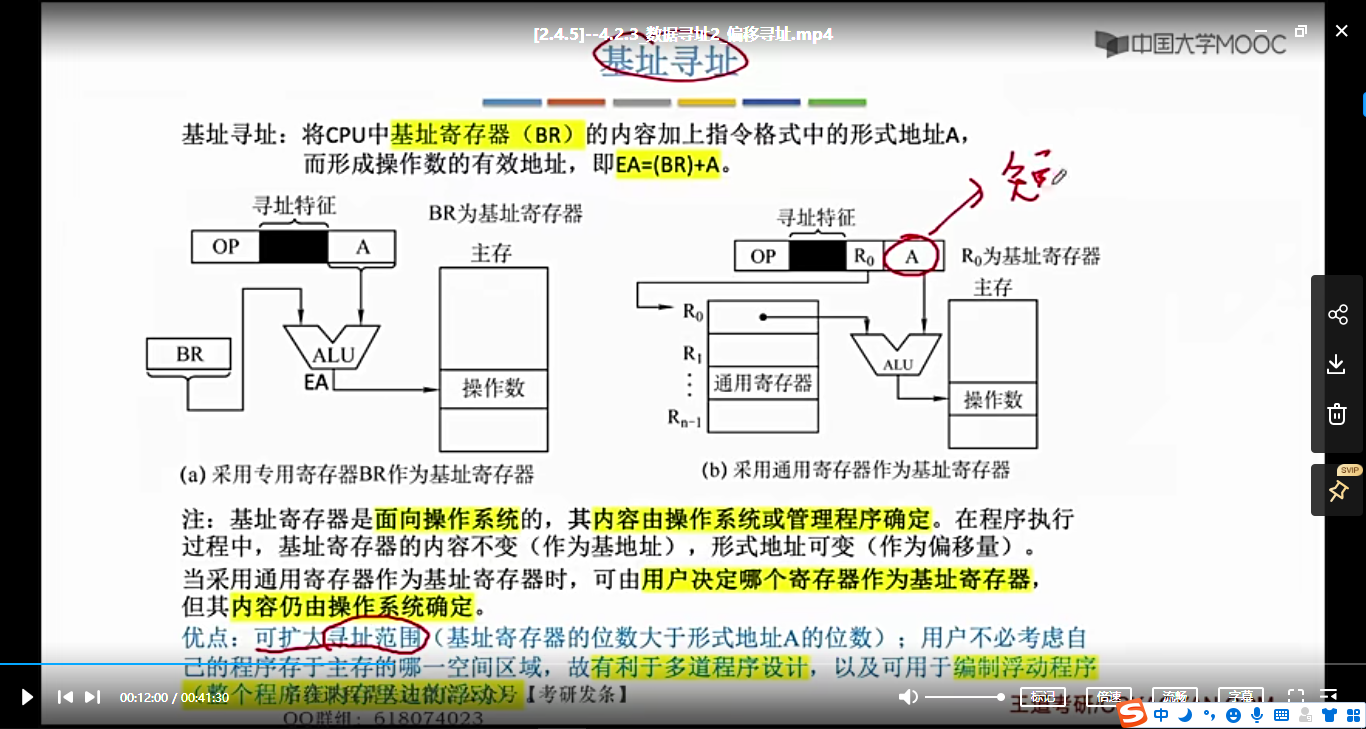 [2.4.5]--4.2.3_数据寻址2_偏移寻址.mp4
中国大学MOOC
基址寻址
基址寻址：将CPU中基址寄存器（BR）的内容加上指令格式中的形式地址A，
而形成操作数的有效地址，即EA=(BR)+A。
寻址特征
BR为基址寄存器
OP
A
主存
BR
ALU
EA
操作数
(a) 采用专用寄存器BR作为基址寄存器
寻址特征
OP
R0
A
R0为基址寄存器
主存
R0
R1
⋮
Rn-1
通用寄存器
ALU
操作数
(b) 采用通用寄存器作为基址寄存器
注：基址寄存器是面向操作系统的，其内容由操作系统或管理程序确定。在程序执行
过程中，基址寄存器的内容不变（作为基地址），形式地址可变（作为偏移量）。
当采用通用寄存器作为基址寄存器时，可由用户决定哪个寄存器作为基址寄存器，
但其内容仍由操作系统确定。
优点：可扩大寻址范围（基址寄存器的位数大于形式地址A的位数）；用户不必考虑自
己的程序存于主存的哪一空间区域，故有利于多道程序设计，以及可用于编制浮动程序
【考研发条】
QQ群组：618074023
王道考研/
00:12:00 / 00:41:30
标记
倍速
流畅
字幕
SVIP
中